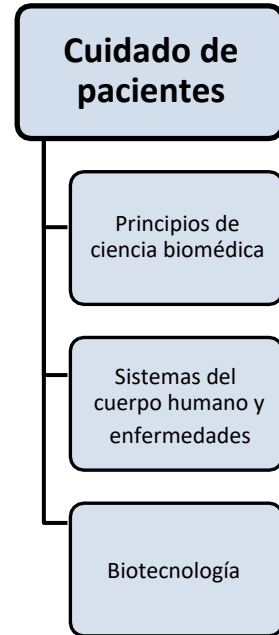 Cuidado de
pacientes
Principios de
ciencia biomédica
Sistemas del
cuerpo humano y
enfermedades
Biotecnología